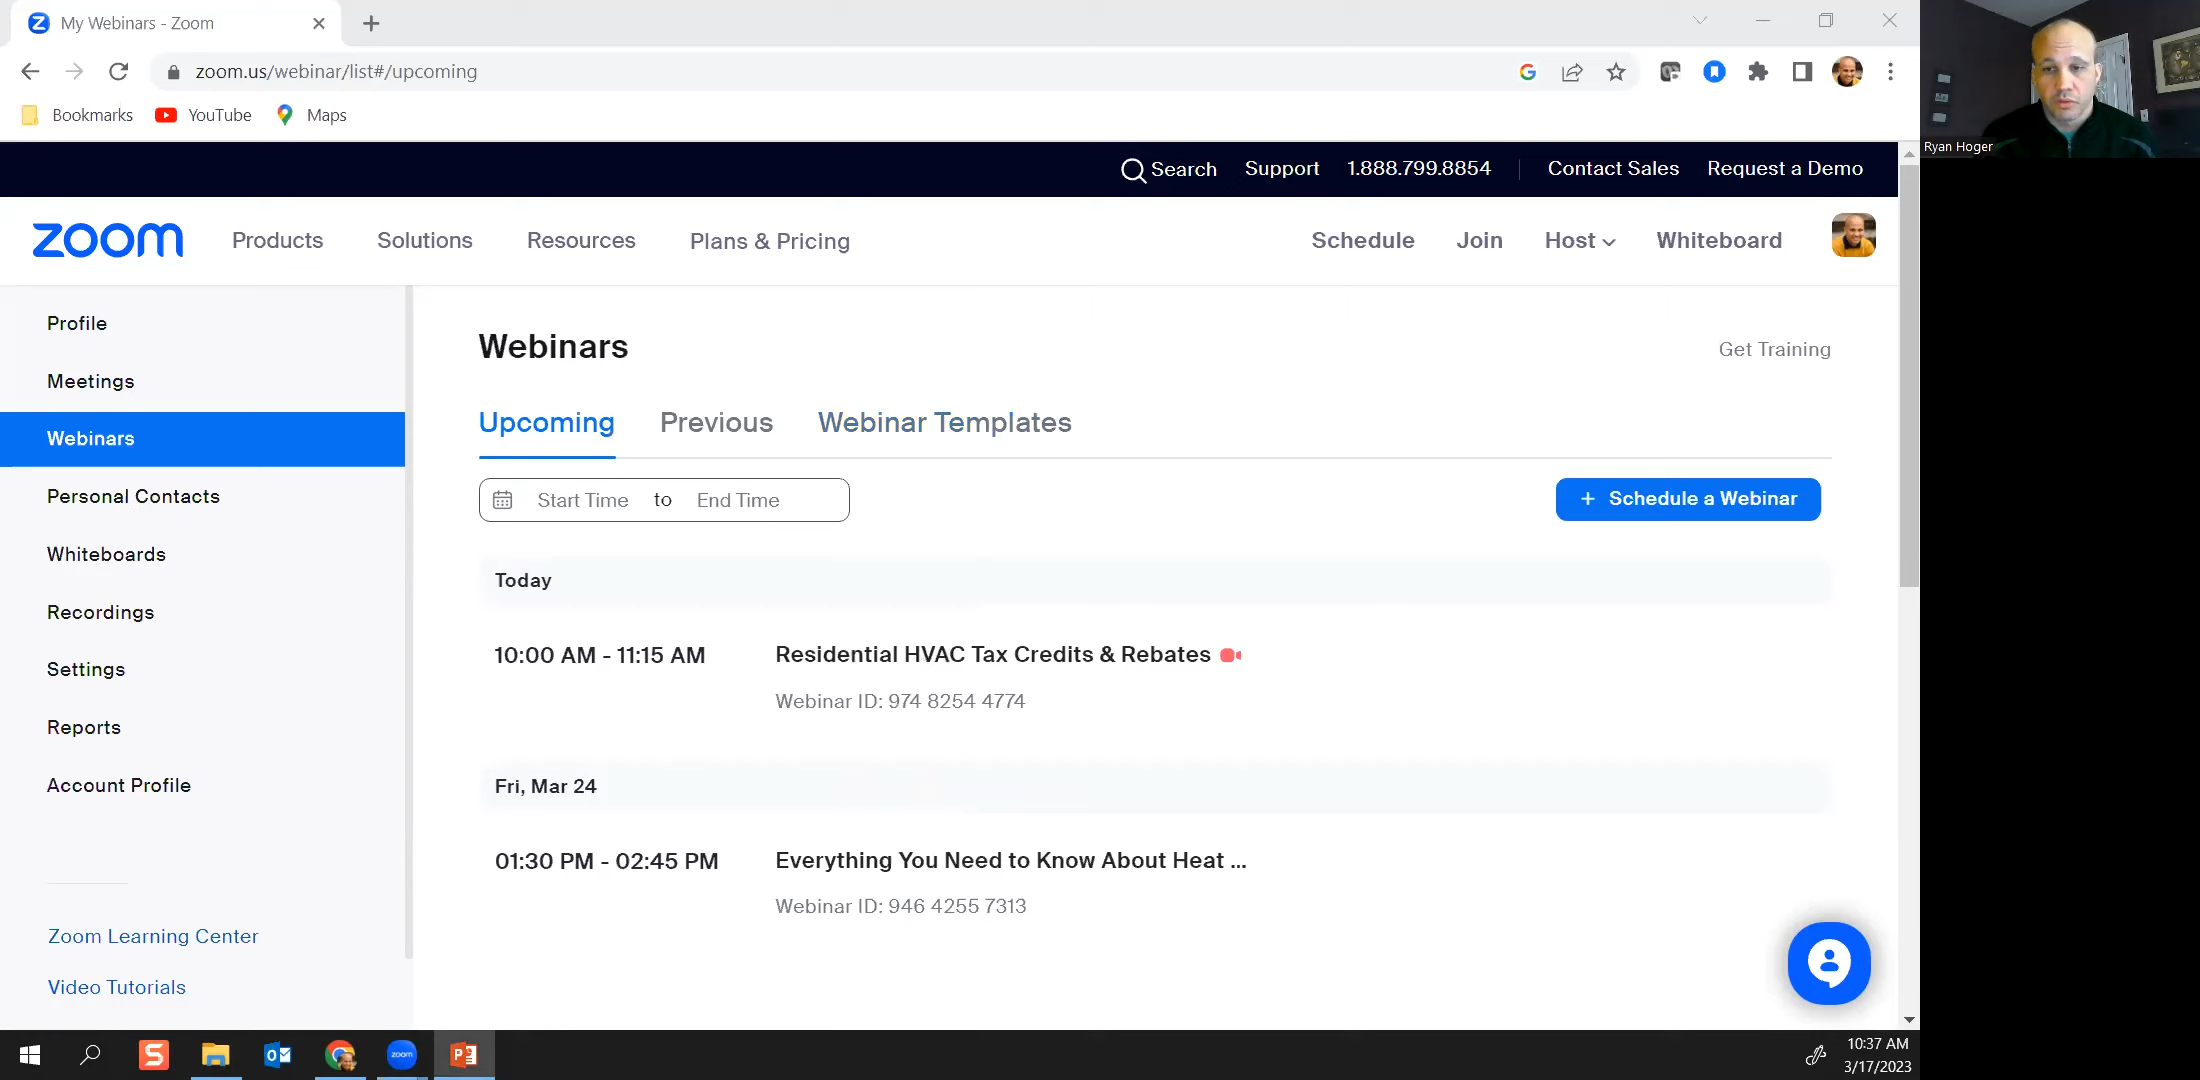 My Webinars - Zoom
zoom.us/webinar/list#/upcoming
Bookmarks YouTube Maps
Ryan Hoger
Search Support 1.888.799.8854 Contact Sales Request a Demo
zoom Products Solutions Resources Plans & Pricing Schedule Join Host Whiteboard
Profile
Meetings
Webinars
Personal Contacts
Whiteboards
Recordings
Settings
Reports
Account Profile
Zoom Learning Center
Video Tutorials
Webinars
Get Training
Upcoming Previous Webinar Templates
Start Time to End Time
+ Schedule a Webinar
Today
10:00 AM - 11:15 AM Residential HVAC Tax Credits & Rebates
Webinar ID: 974 8254 4774
Fri, Mar 24
01:30 PM - 02:45 PM Everything You Need to Know About Heat ...
Webinar ID: 946 4255 7313
zoom
10:37 AM
3/17/2023